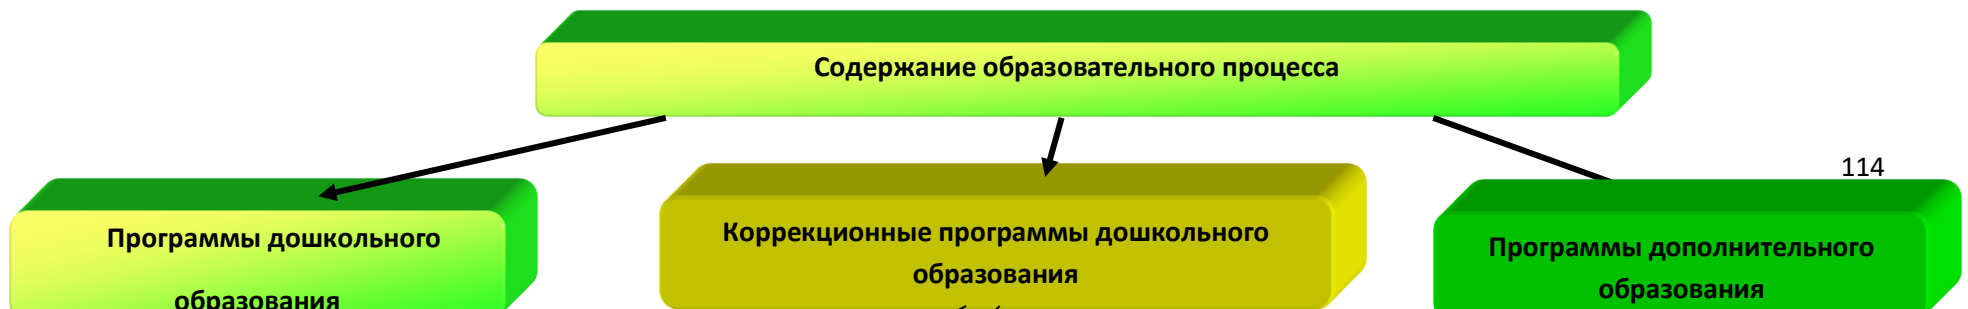 Содержание образовательного процесса
114
Программы дошкольного
образования
Коррекционные программы дошкольного
образования
Программы дополнительного
образования